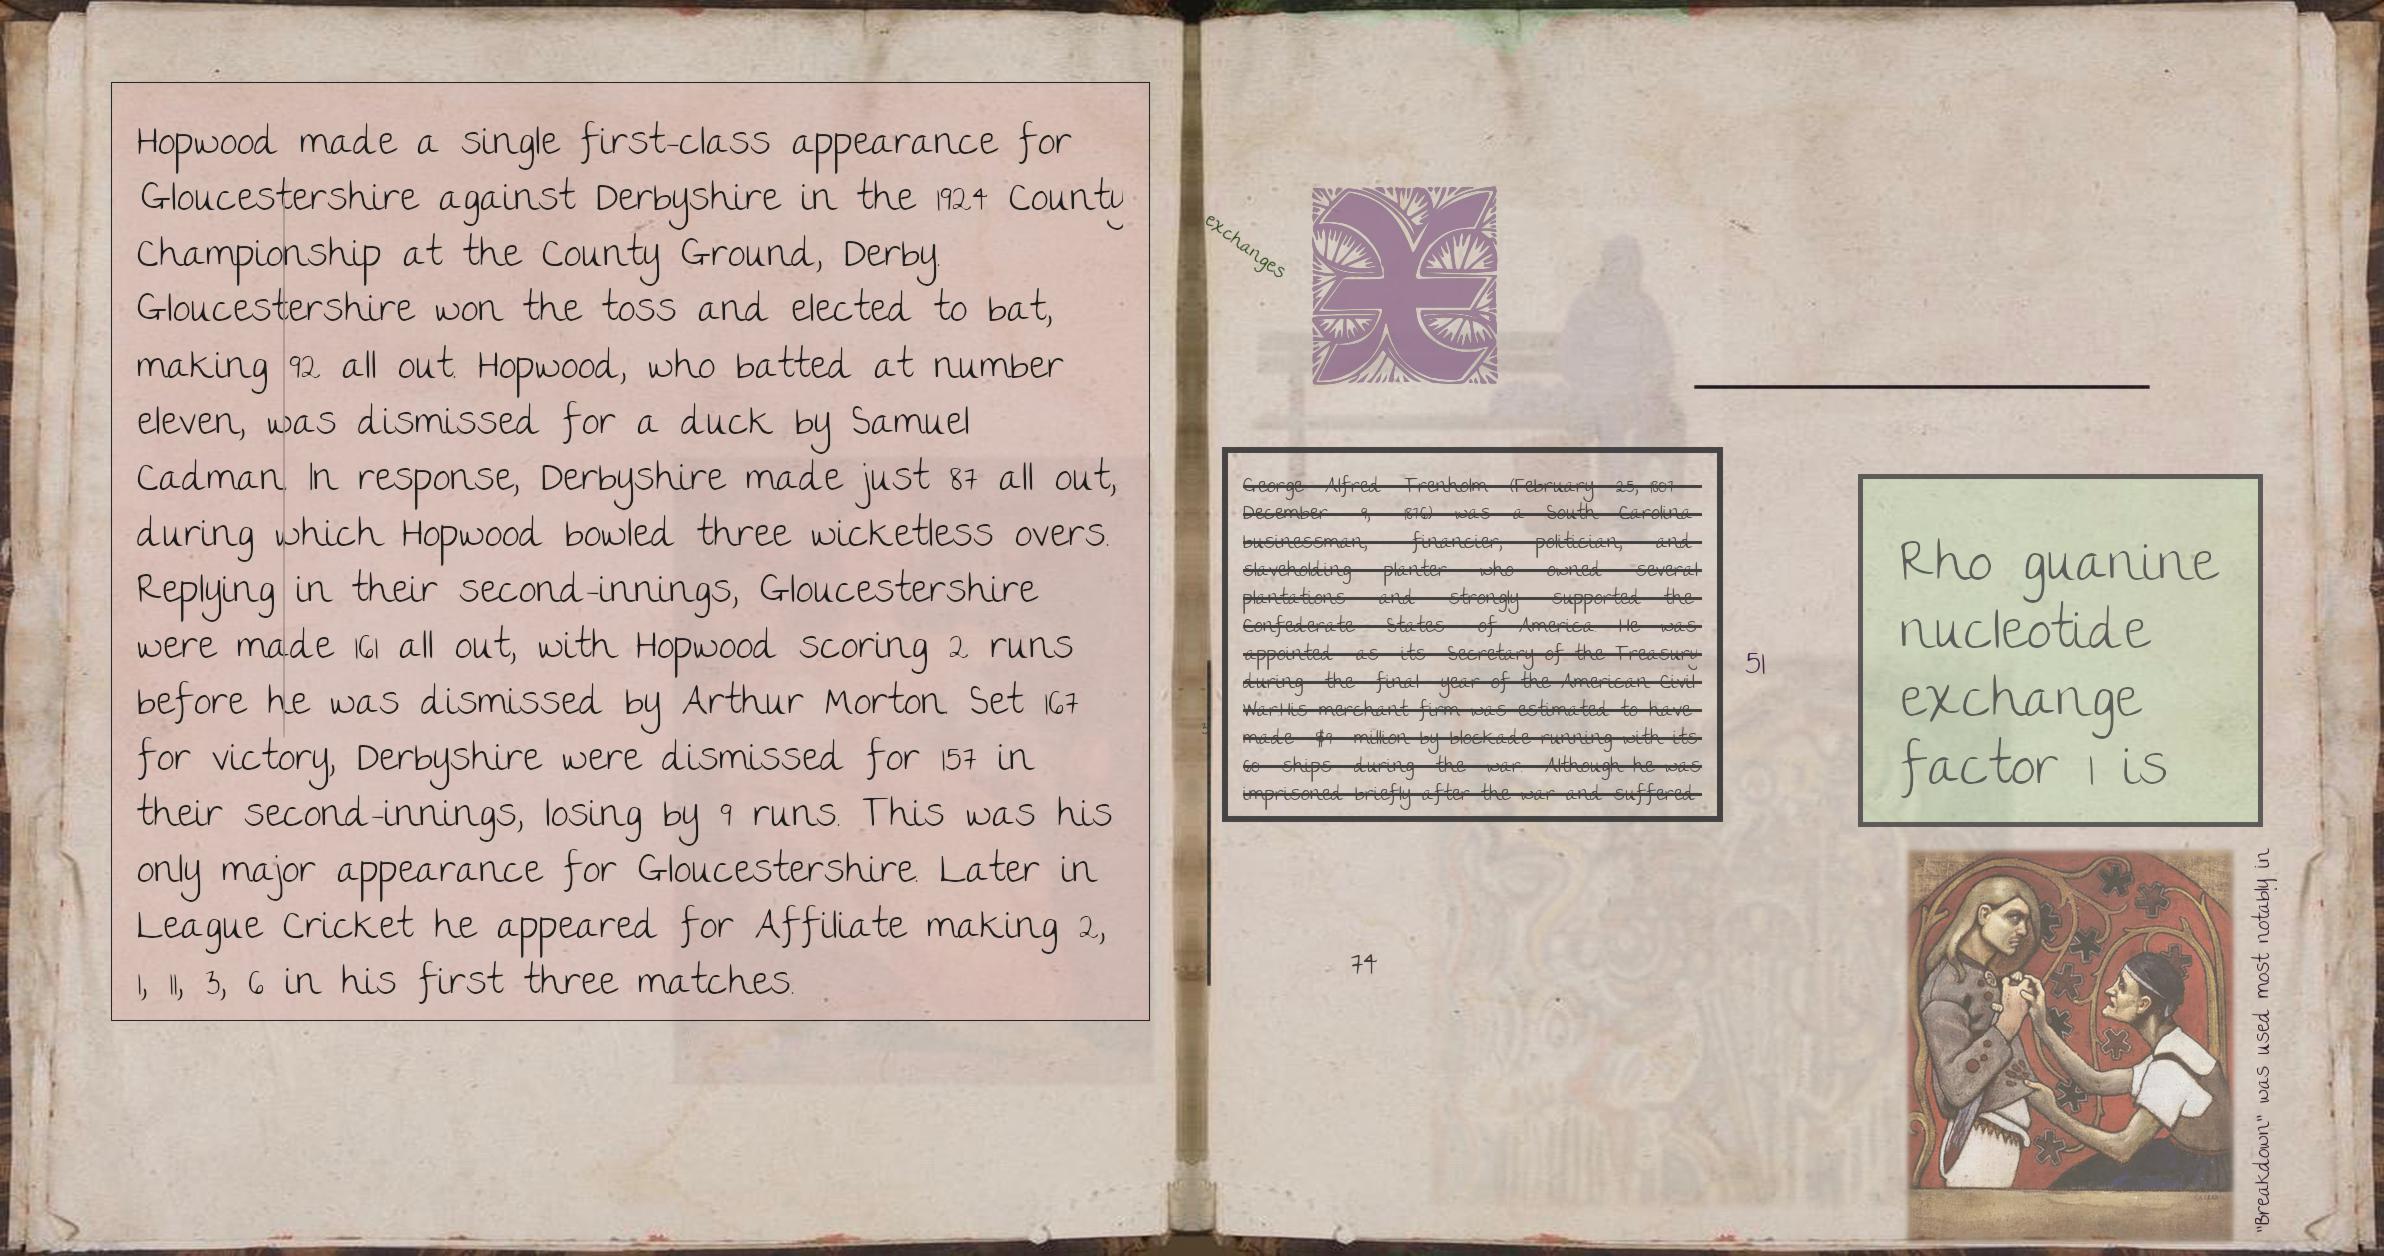 Hopwood made a single first-class appearance for
Gloucestershire against Derbyshire in the 1924 County
Championship at the County Ground, Derby.
Gloucestershire won the toss and elected to bat,
making 92 all out. Hopwood, who batted at number
eleven, was dismissed for a duck by Samuel
Cadman. In response, Derbyshire made just 87 all out,
during which Hopwood bowled three wicketless overs.
Replying in their second-innings, Gloucestershire
were made 161 all out, with Hopwood scoring 2 runs
before he was dismissed by Arthur Morton. Set 167
for victory, Derbyshire were dismissed for 157 in
their second-innings, losing by 9 runs. This was his
only major appearance for Gloucestershire. Later in
League Cricket he appeared for Affiliate making 2,
1, 11, 3, 6 in his first three matches.
exchanges
George Alfred Trenholm (February 25, 1807
December 9, 1876) was a South Carolina
businessman, financier, politician, and
slaveholding planter who owned several
plantations and strongly supported the
Confederate States of America. He was
appointed as its Secretary of the Treasury
during the final year of the American Civil
War.His merchant firm was estimated to have
made $9 million by blockade running with its
60 ships during the war. Although he was
imprisoned briefly after the war and suffered
51
74
Rho guanine
nucleotide
exchange
factor 1 is
"Breakdown" was used most notably in